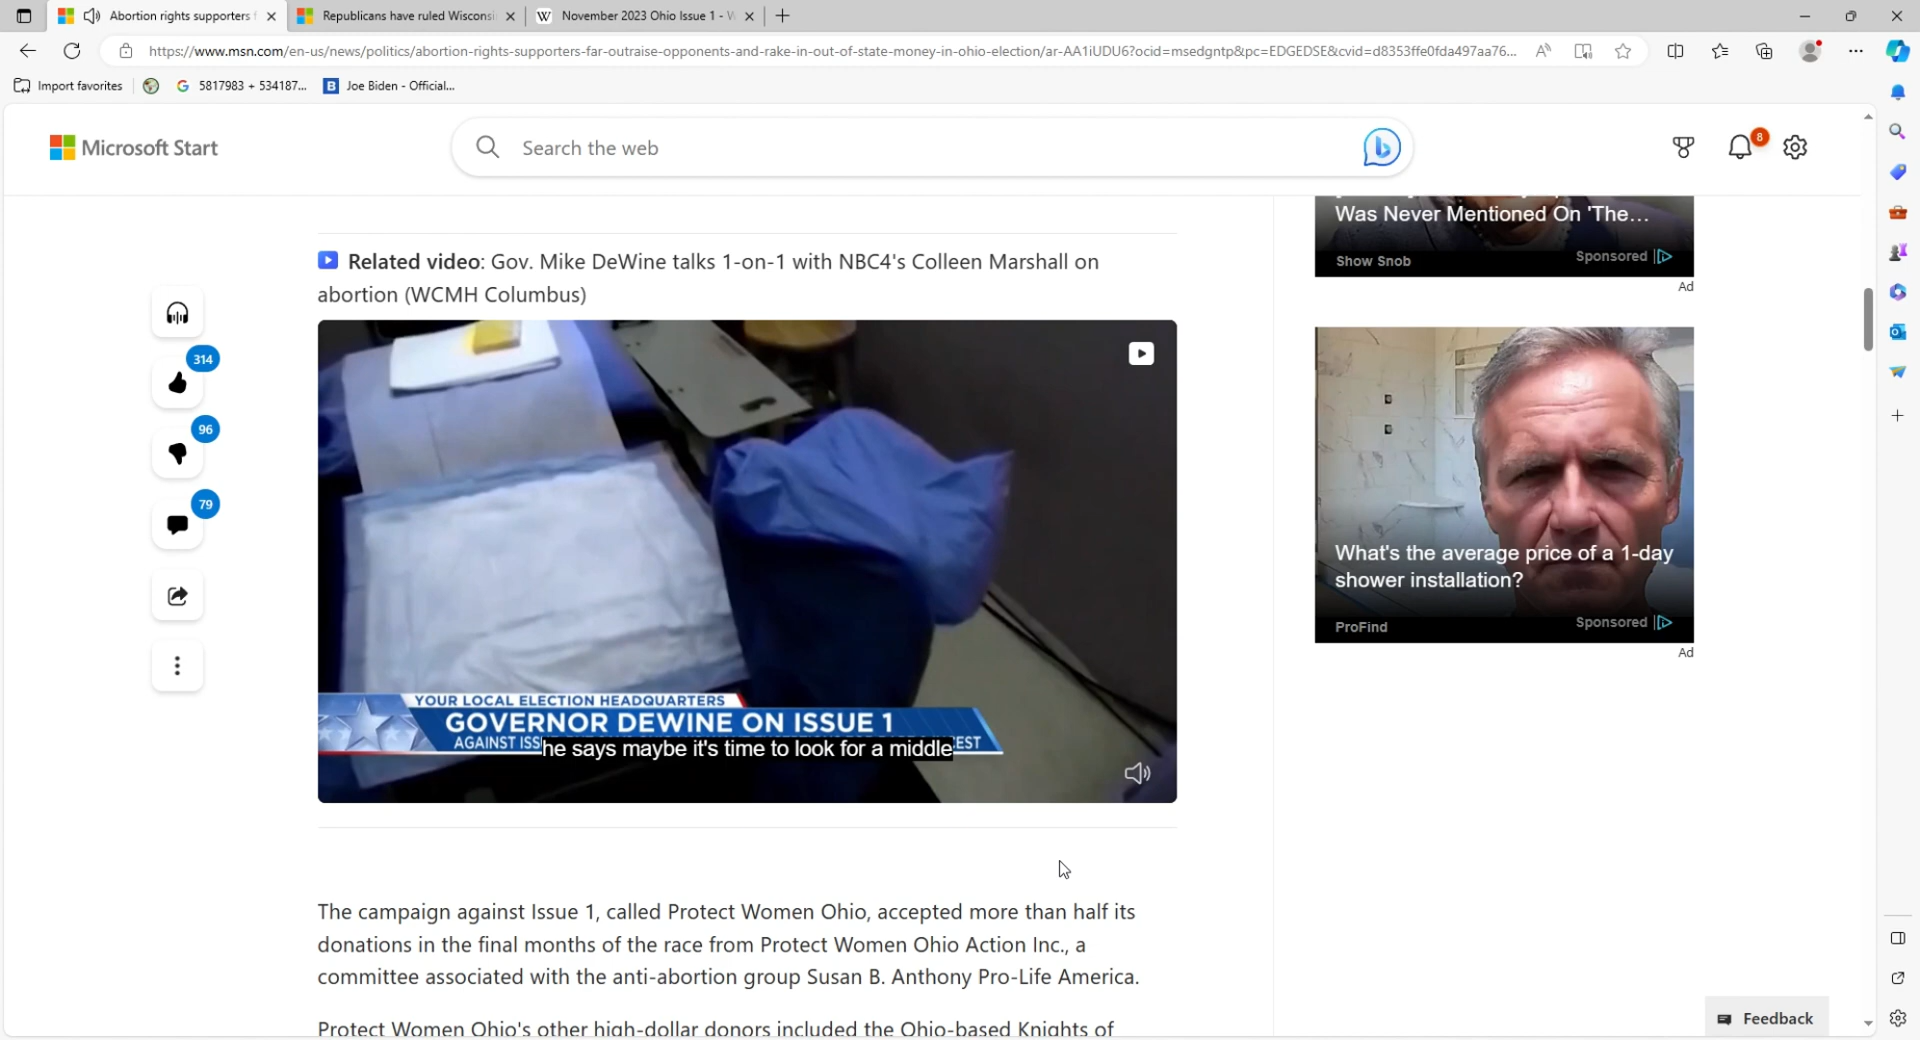 Abortion rights supporters f
Republicans have ruled Wiscons
November 2023 Ohio Issue 1 - W
https://www.msn.com/en-us/news/politics/abortion-rights-supporters-far-outraise-opponents-and-rake-in-out-of-state-money-in-ohio-election/ar-AA1iUDU6?ocid=msedgntp&pc=EDGEDSE&cvid=d8353ffe0fda497aa76...
Import favorites
5817983 + 534187...
Joe Biden - Official...
Microsoft Start
Search the web
8
Was Never Mentioned On 'The...
Show Snob
Sponsored
Ad
Related video: Gov. Mike DeWine talks 1-on-1 with NBC4's Colleen Marshall on
abortion (WCMH Columbus)
314
96
79
YOUR LOCAL ELECTION HEADQUARTERS
GOVERNOR DEWINE ON ISSUE 1
AGAINST
he says maybe it's time to look for a middle
What's the average price of a 1-day
shower installation?
ProFind
Sponsored
Ad
The campaign against Issue 1, called Protect Women Ohio, accepted more than half its
donations in the final months of the race from Protect Women Ohio Action Inc., a
committee associated with the anti-abortion group Susan B. Anthony Pro-Life America.
Protect Women Ohio's other high-dollar donors included the Ohio-based Knights of
Feedback